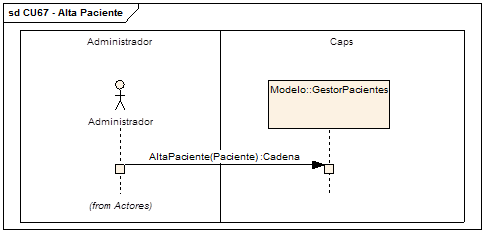 sd CU67 - Alta Paciente
Administrador
Caps
Modelo::GestorPacientes
Administrador
AltaPaciente(Paciente) :Cadena
(from Actores)